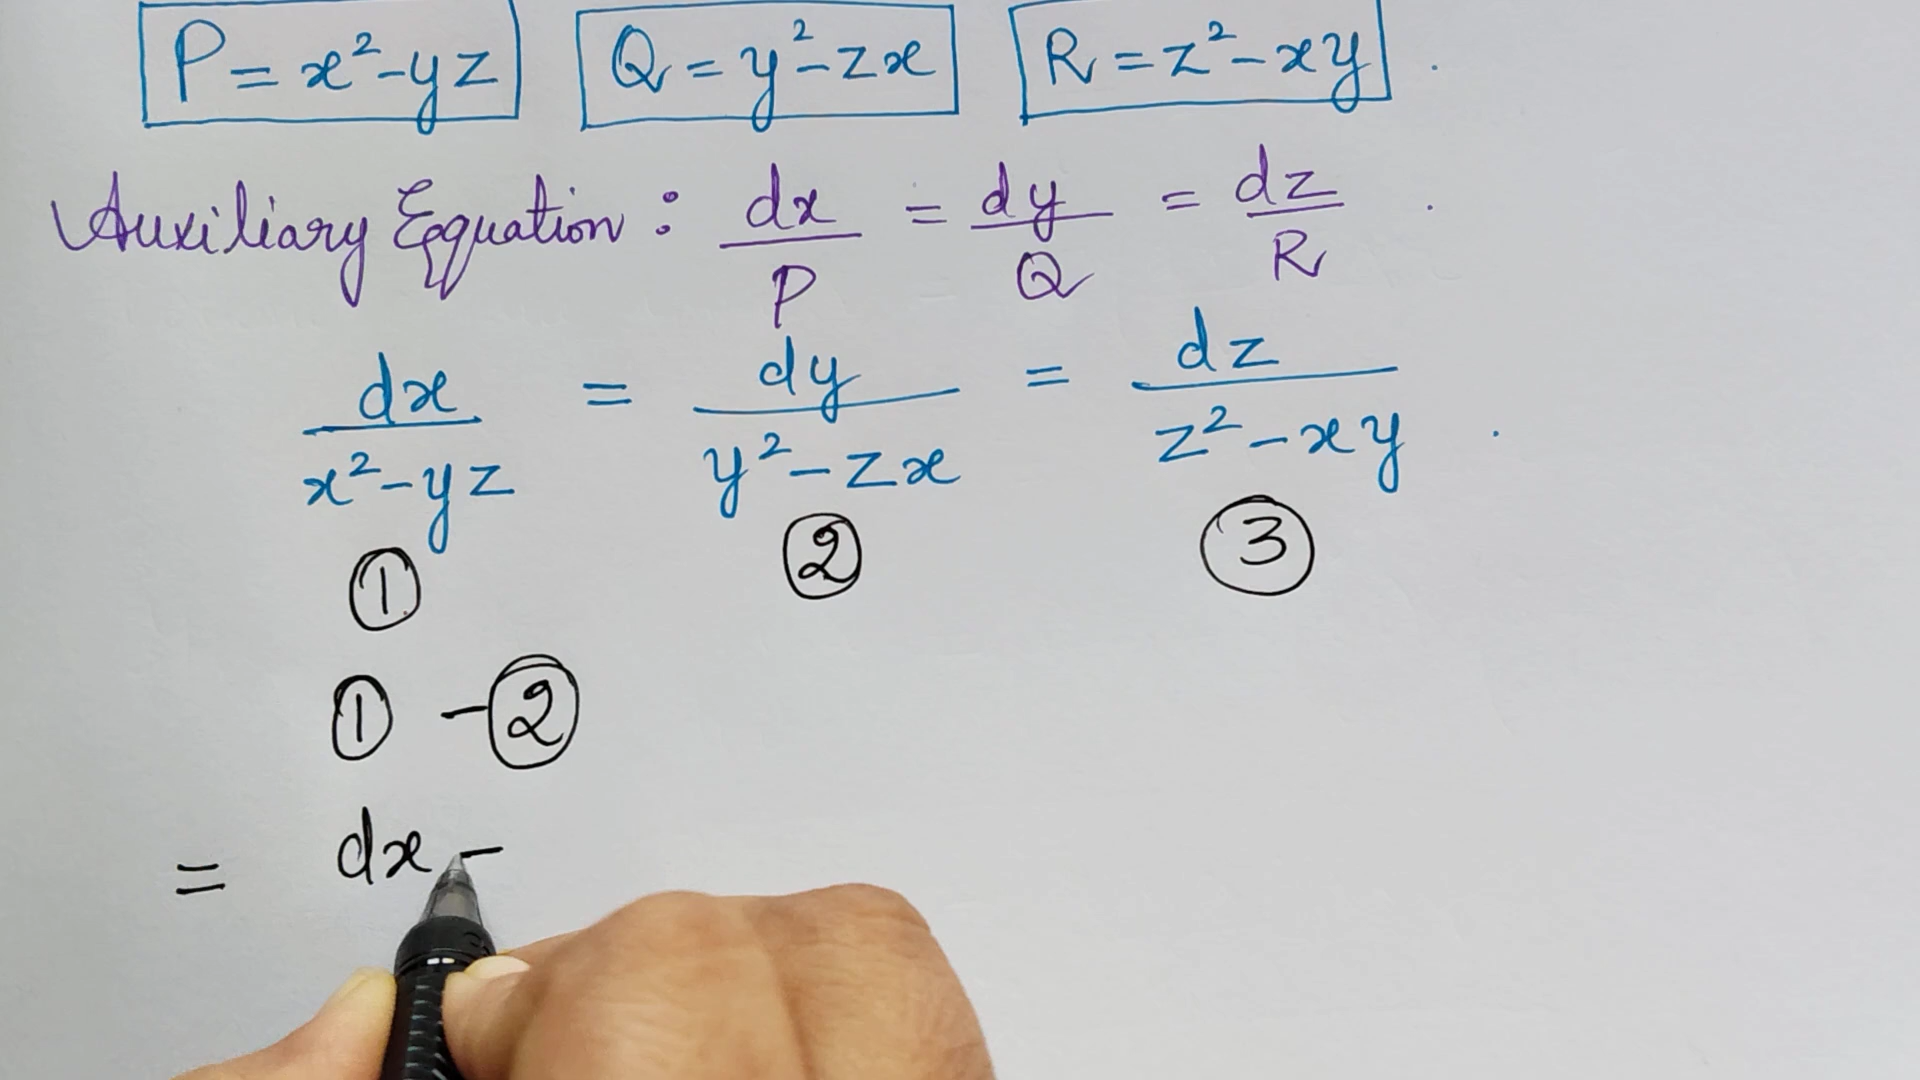 P = x²-yz Q = y²-zx R = z²-xy .
Auxiliary Equation : dx/P = dy/Q = dz/R .
dx/x²-yz = dy/y²-zx = dz/z²-xy .
① ② ③
① - ②
= dx -